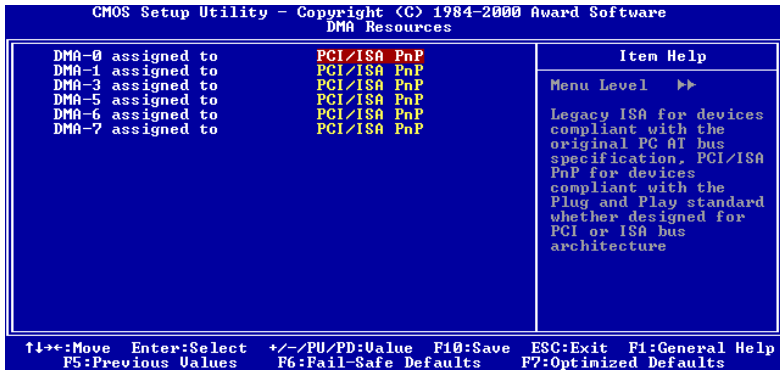 CMOS Setup Utility – Copyright (C) 1984-2000 Award Software
DMA Resources
DMA-0 assigned to PCI/ISA PnP
DMA-1 assigned to PCI/ISA PnP
DMA-3 assigned to PCI/ISA PnP
DMA-5 assigned to PCI/ISA PnP
DMA-6 assigned to PCI/ISA PnP
DMA-7 assigned to PCI/ISA PnP
Item Help
Menu Level ►►
Legacy ISA for devices
compliant with the
original PC AT bus
specification, PCI/ISA
PnP for devices
compliant with the
Plug and Play standard
whether designed for
PCI or ISA bus
architecture
↑↓→←:Move Enter:Select +/-/PU/PD:Value F10:Save ESC:Exit F1:General Help
F5:Previous Values F6:Fail-Safe Defaults F7:Optimized Defaults